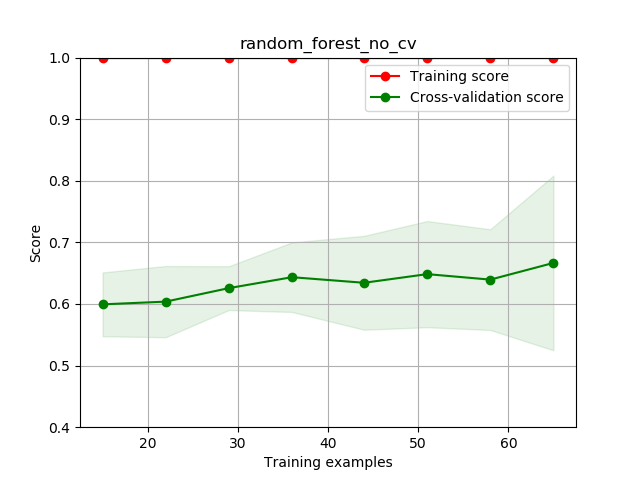 random_forest_no_cv
1.0
Training score
Cross-validation score
0.9
0.8
0.7
Score
0.6
0.5
0.4
20 30 40 50 60
Training examples